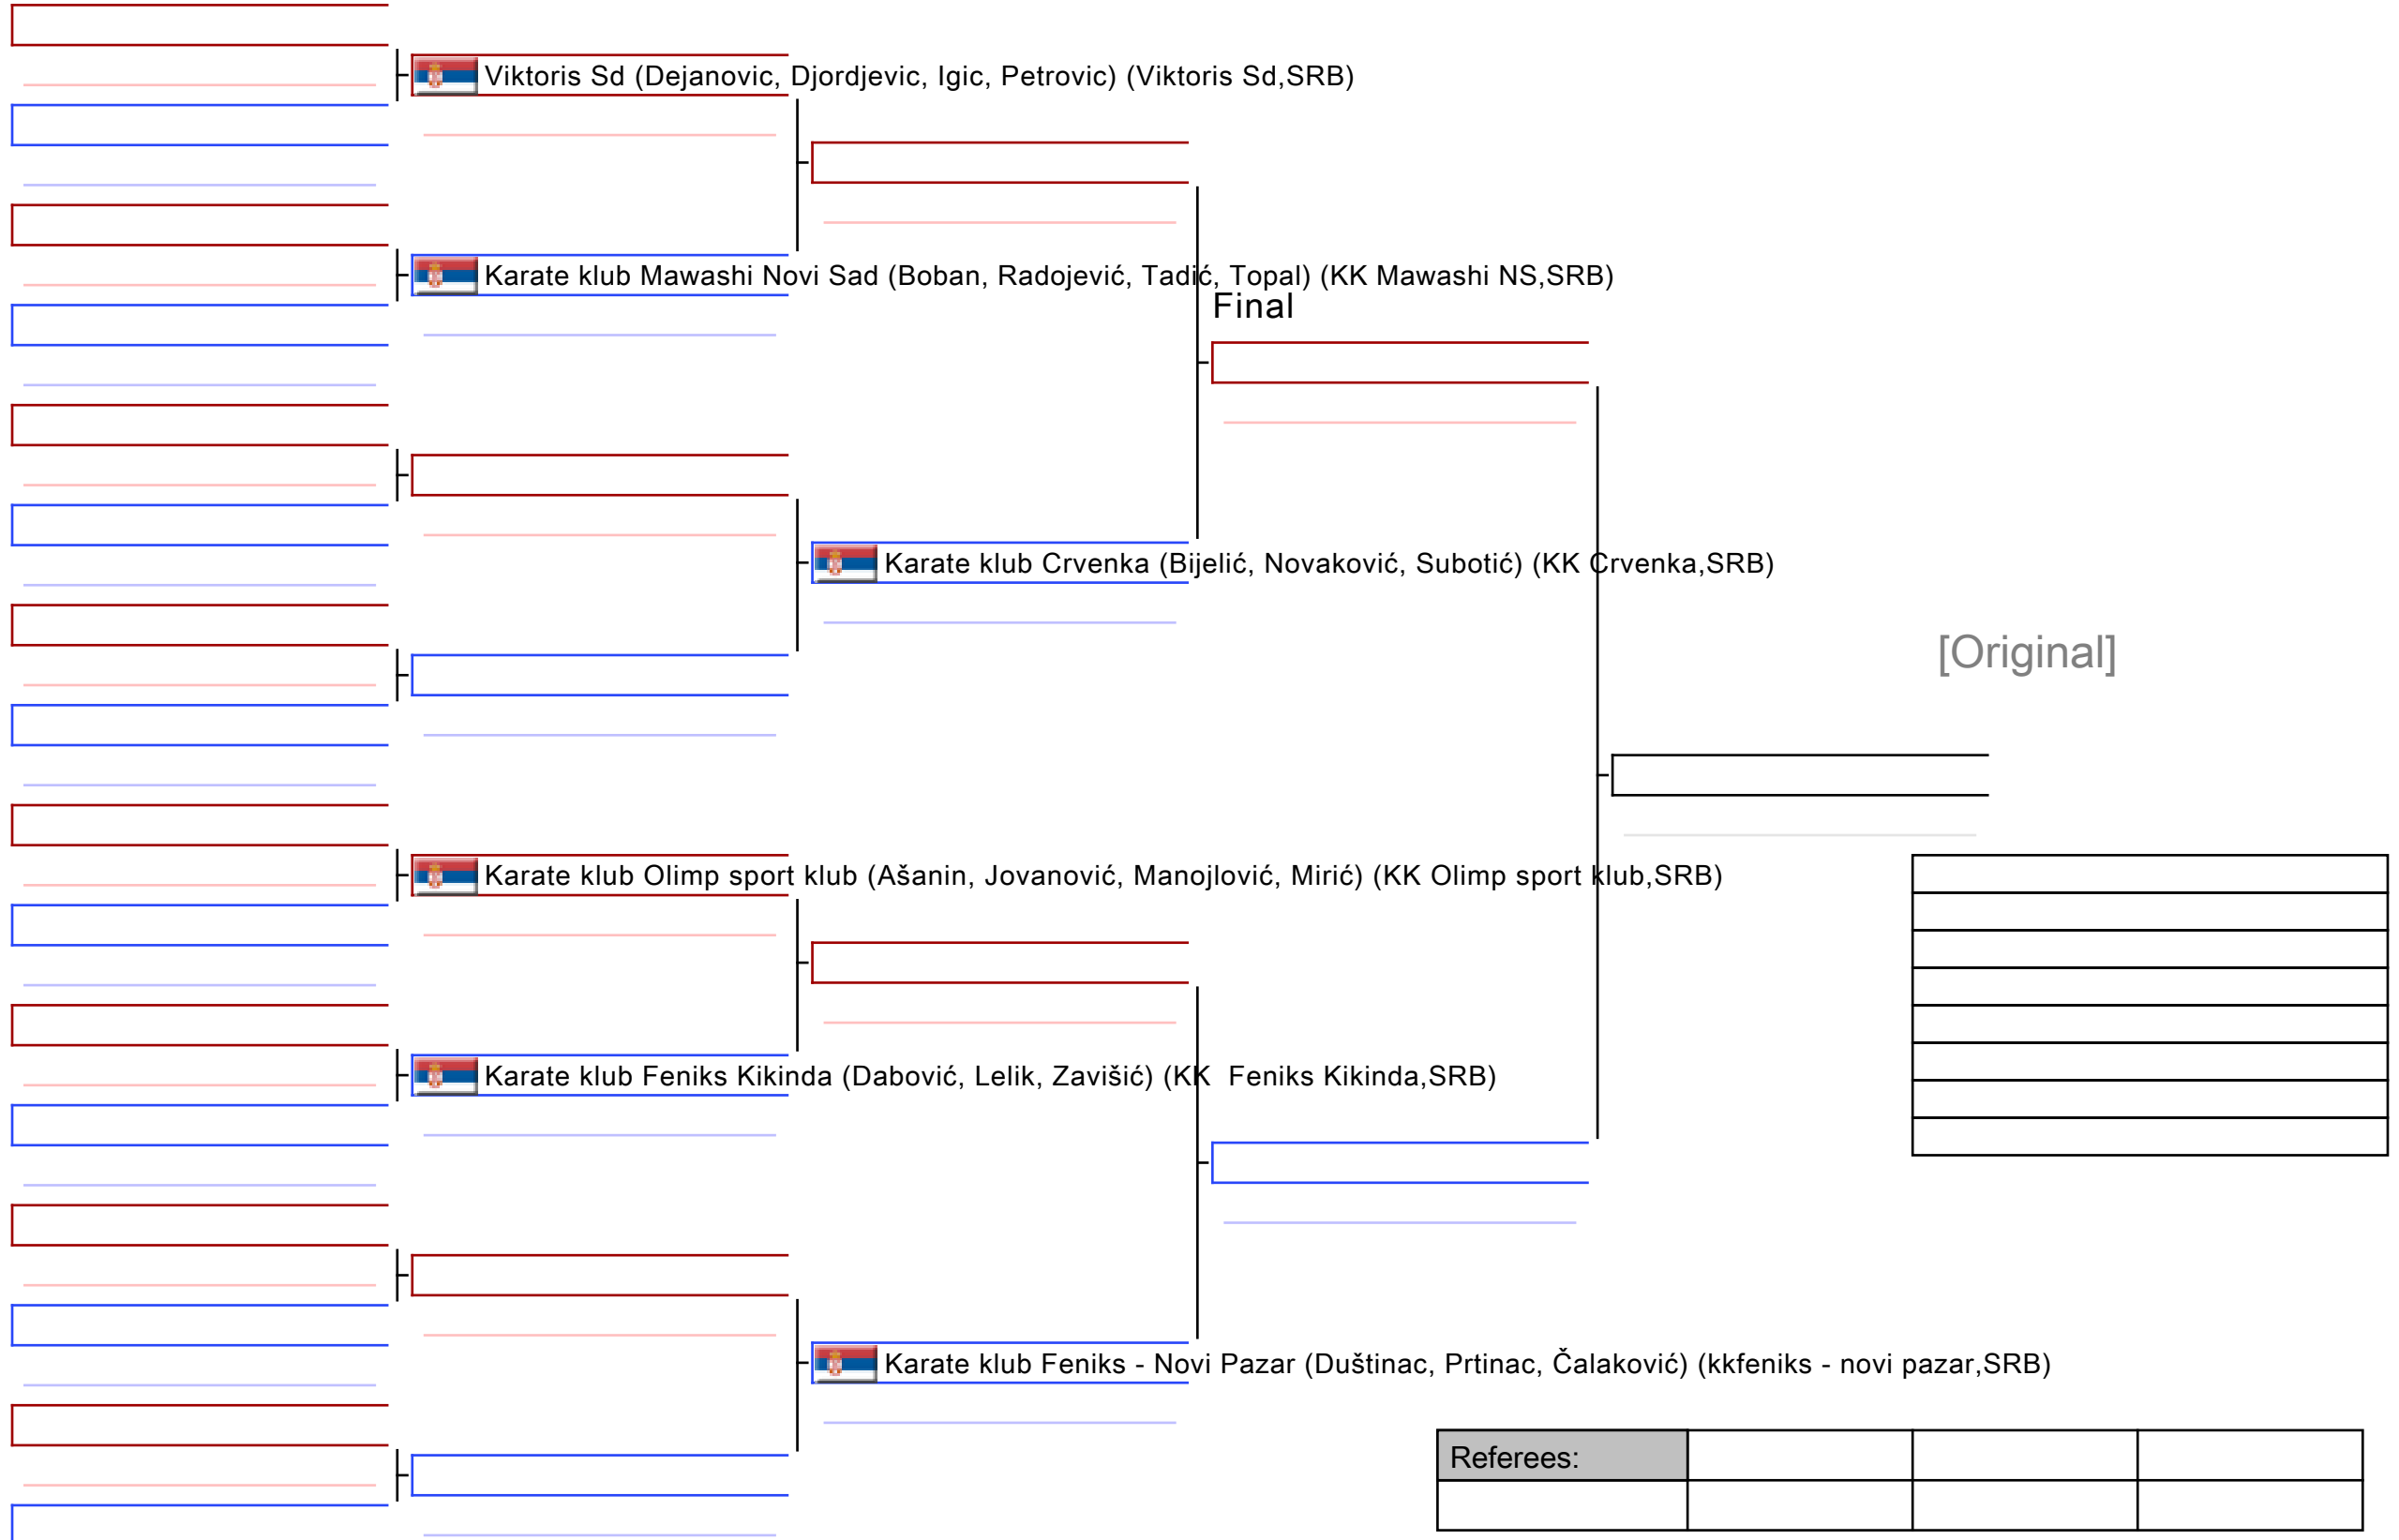 Viktoris Sd (Dejanovic, Djordjevic, Igic, Petrovic) (Viktoris Sd,SRB)
Karate klub Mawashi Novi Sad (Boban, Radojević, Tadić, Topal) (KK Mawashi NS,SRB)
Final
Karate klub Crvenka (Bijelić, Novaković, Subotić) (KK Crvenka,SRB)
[Original]
Karate klub Olimp sport klub (Ašanin, Jovanović, Manojlović, Mirić) (KK Olimp sport klub,SRB)
Karate klub Feniks Kikinda (Dabović, Lelik, Zavišić) (KK  Feniks Kikinda,SRB)
Karate klub Feniks - Novi Pazar (Duštinac, Prtinac, Čalaković) (kkfeniks - novi pazar,SRB)
Referees: